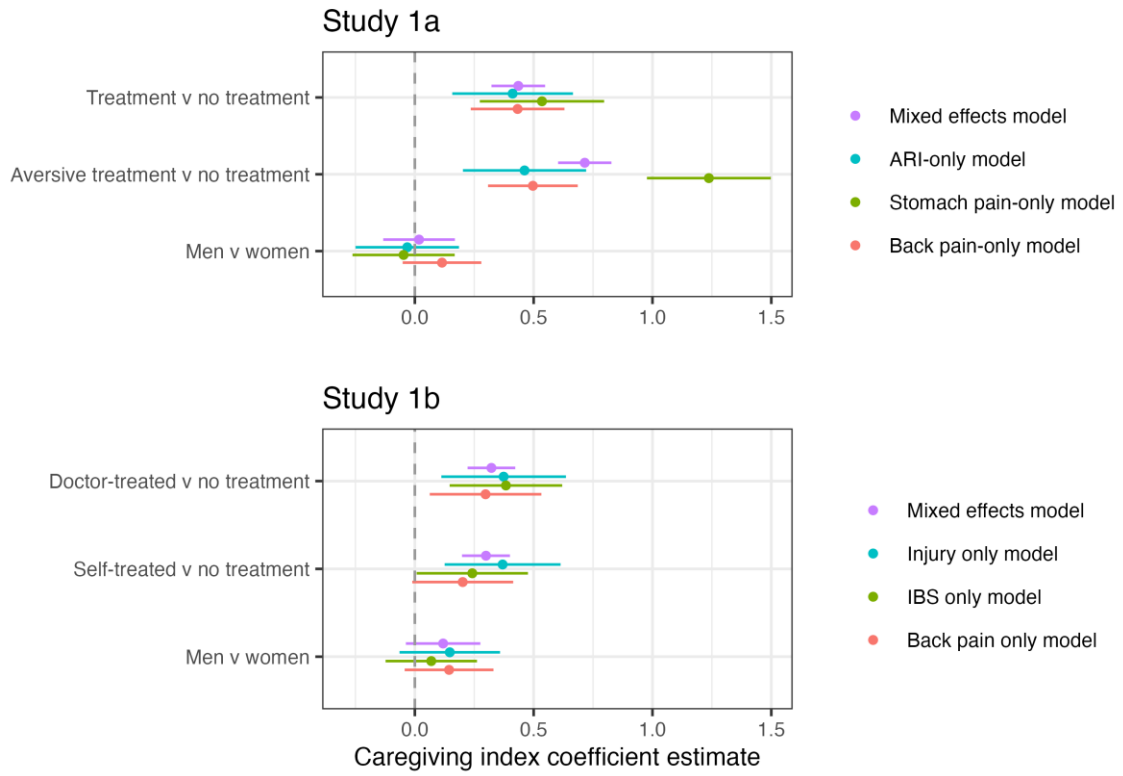 Study 1a
Treatment v no treatment
Aversive treatment v no treatment
Men v women
0.0 0.5 1.0 1.5
Mixed effects model
ARI-only model
Stomach pain-only model
Back pain-only model
Study 1b
Doctor-treated v no treatment
Self-treated v no treatment
Men v women
0.0 0.5 1.0 1.5
Caregiving index coefficient estimate
Mixed effects model
Injury only model
IBS only model
Back pain only model